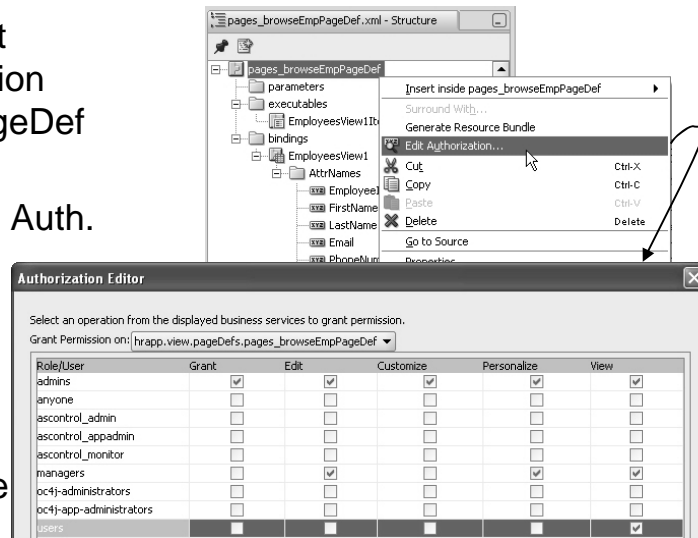 t
pages_browseEmpPageDef.xml - Structure
ion
geDef
Auth.
pages_browseEmpPageDef
parameters
executables
bindings
EmployeesView1
AttrNames
FirstName
LastName
Email
Insert inside pages_browseEmpPageDef
Surround With...
Generate Resource Bundle
Edit Authorization...
Cut Ctrl-X
Copy Ctrl-C
Paste Ctrl-V
Delete Delete
Go to Source
Properties
Authorization Editor
Select an operation from the displayed business services to grant permission.
Grant Permission on: hrapp.view.pageDefs.pages_browseEmpPageDef
Role/User Grant Edit Customize Personalize View
admins
anyone
ascontrol_admin
ascontrol_appadmin
ascontrol_monitor
managers
e
oc4j-administrators
oc4j-app-administrators
users